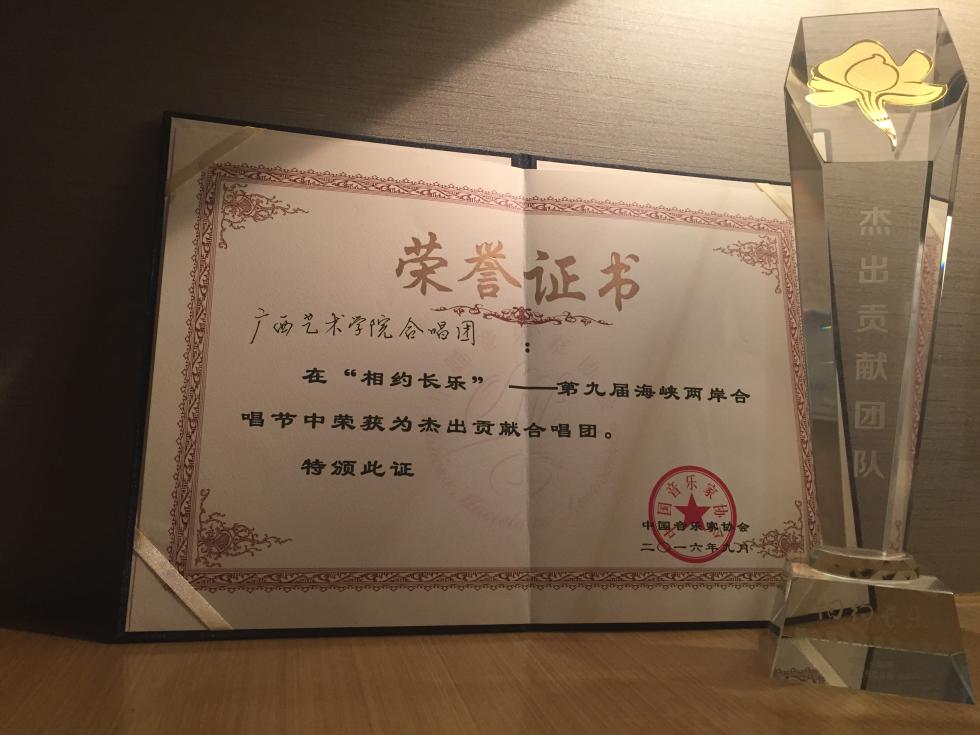 荣誉证书
广西艺术学院合唱团
:
在“相约长乐”——第九届海峡两岸合
唱节中荣获为杰出贡献合唱团。
特颁此证
中国音乐家协会
二〇一六年九月
中国音乐家协会
杰出贡献团队